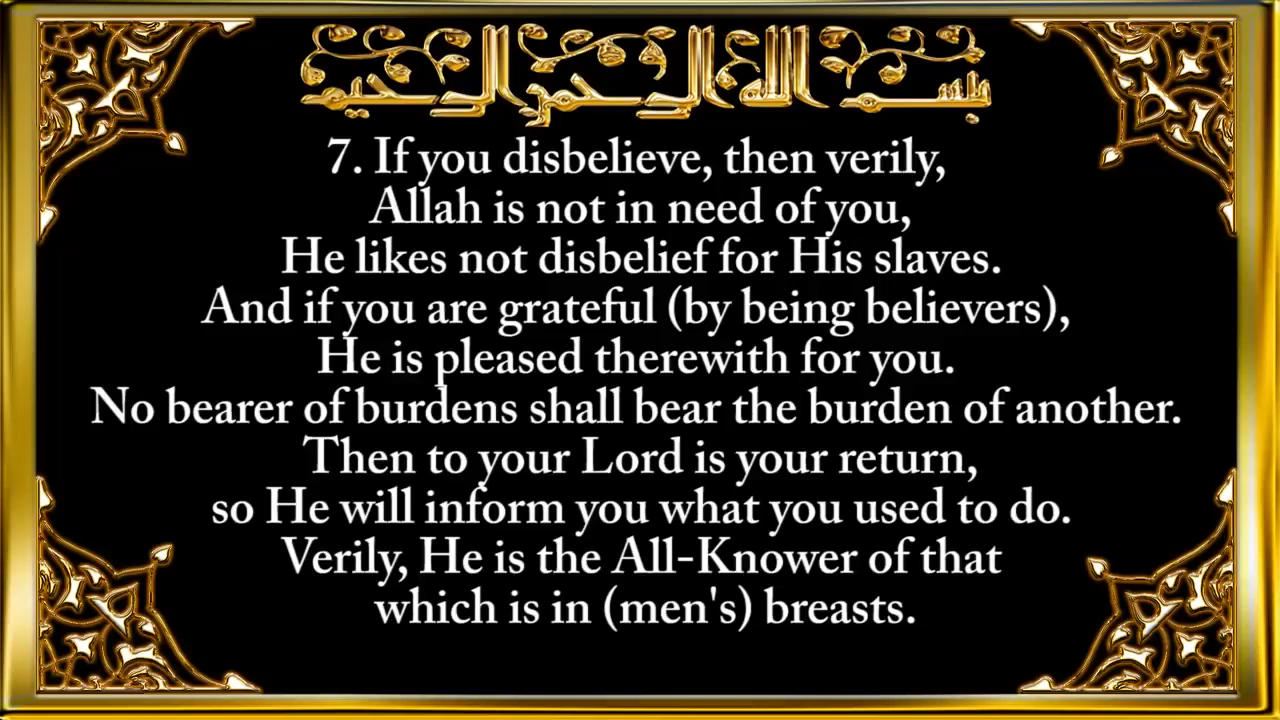 بسم الله الرحمن الرحيم
7. If you disbelieve, then verily,
Allah is not in need of you,
He likes not disbelief for His slaves.
And if you are grateful (by being believers),
He is pleased therewith for you.
No bearer of burdens shall bear the burden of another.
Then to your Lord is your return,
so He will inform you what you used to do.
Verily, He is the All-Knower of that
which is in (men's) breasts.